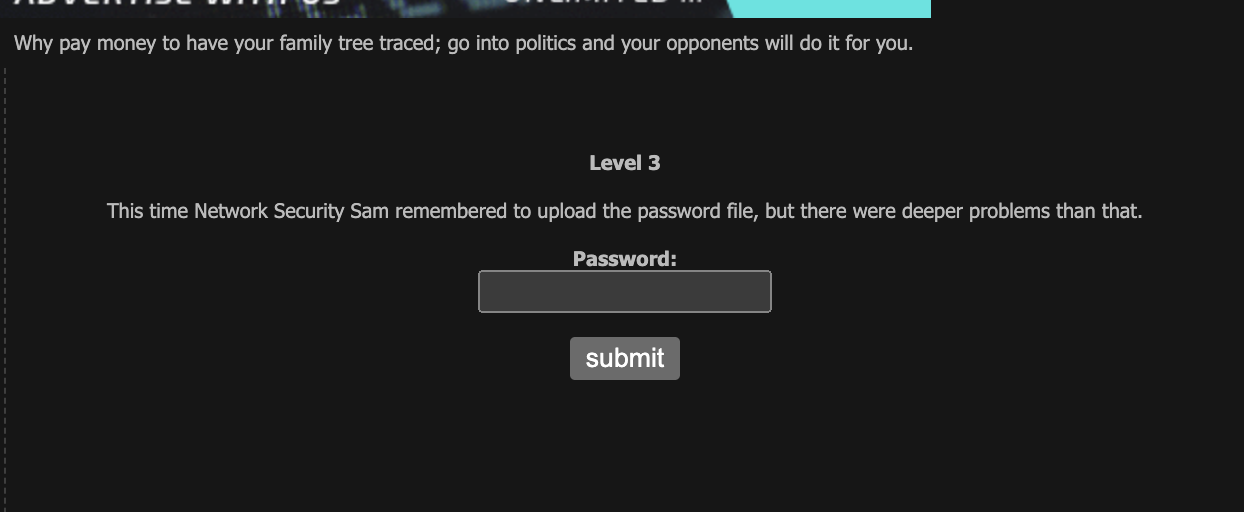 Why pay money to have your family tree traced; go into politics and your opponents will do it for you.
Level 3
This time Network Security Sam remembered to upload the password file, but there were deeper problems than that.
Password:
submit